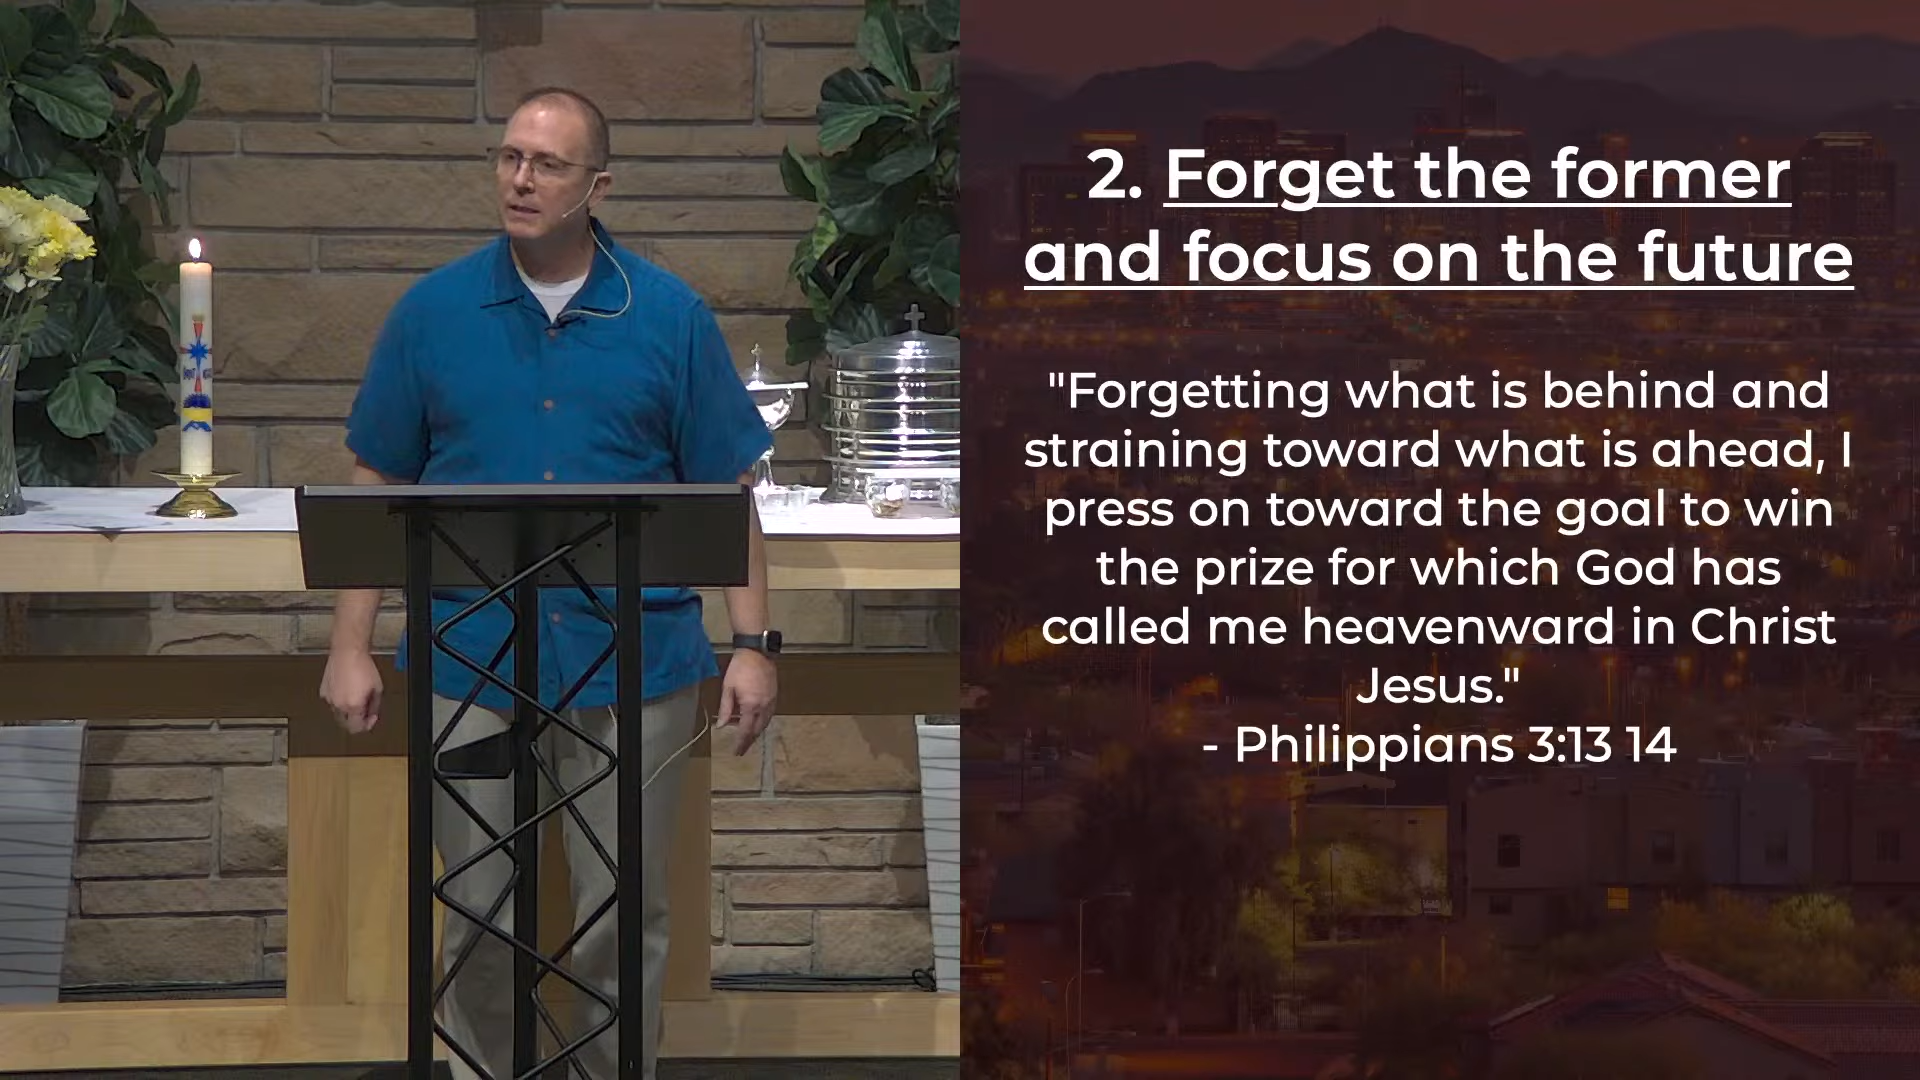 2. Forget the former
and focus on the future
"Forgetting what is behind and
straining toward what is ahead, I
press on toward the goal to win
the prize for which God has
called me heavenward in Christ
Jesus."
- Philippians 3:13 14